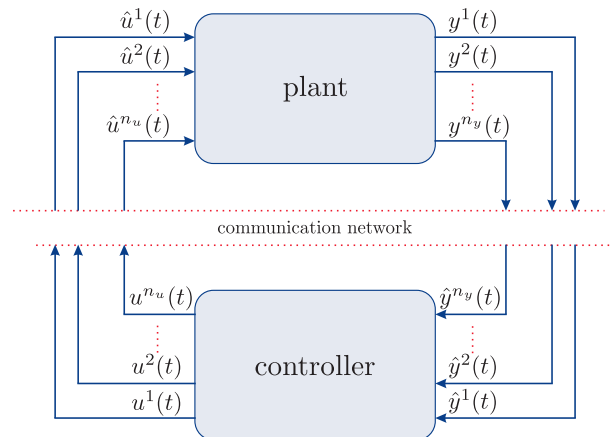 û¹(t) y¹(t)
û²(t) y²(t)
plant
û^{n_u}(t) y^{n_y}(t)
communication network
u^{n_u}(t) ŷ^{n_y}(t)
controller
u²(t) ŷ²(t)
u¹(t) ŷ¹(t)